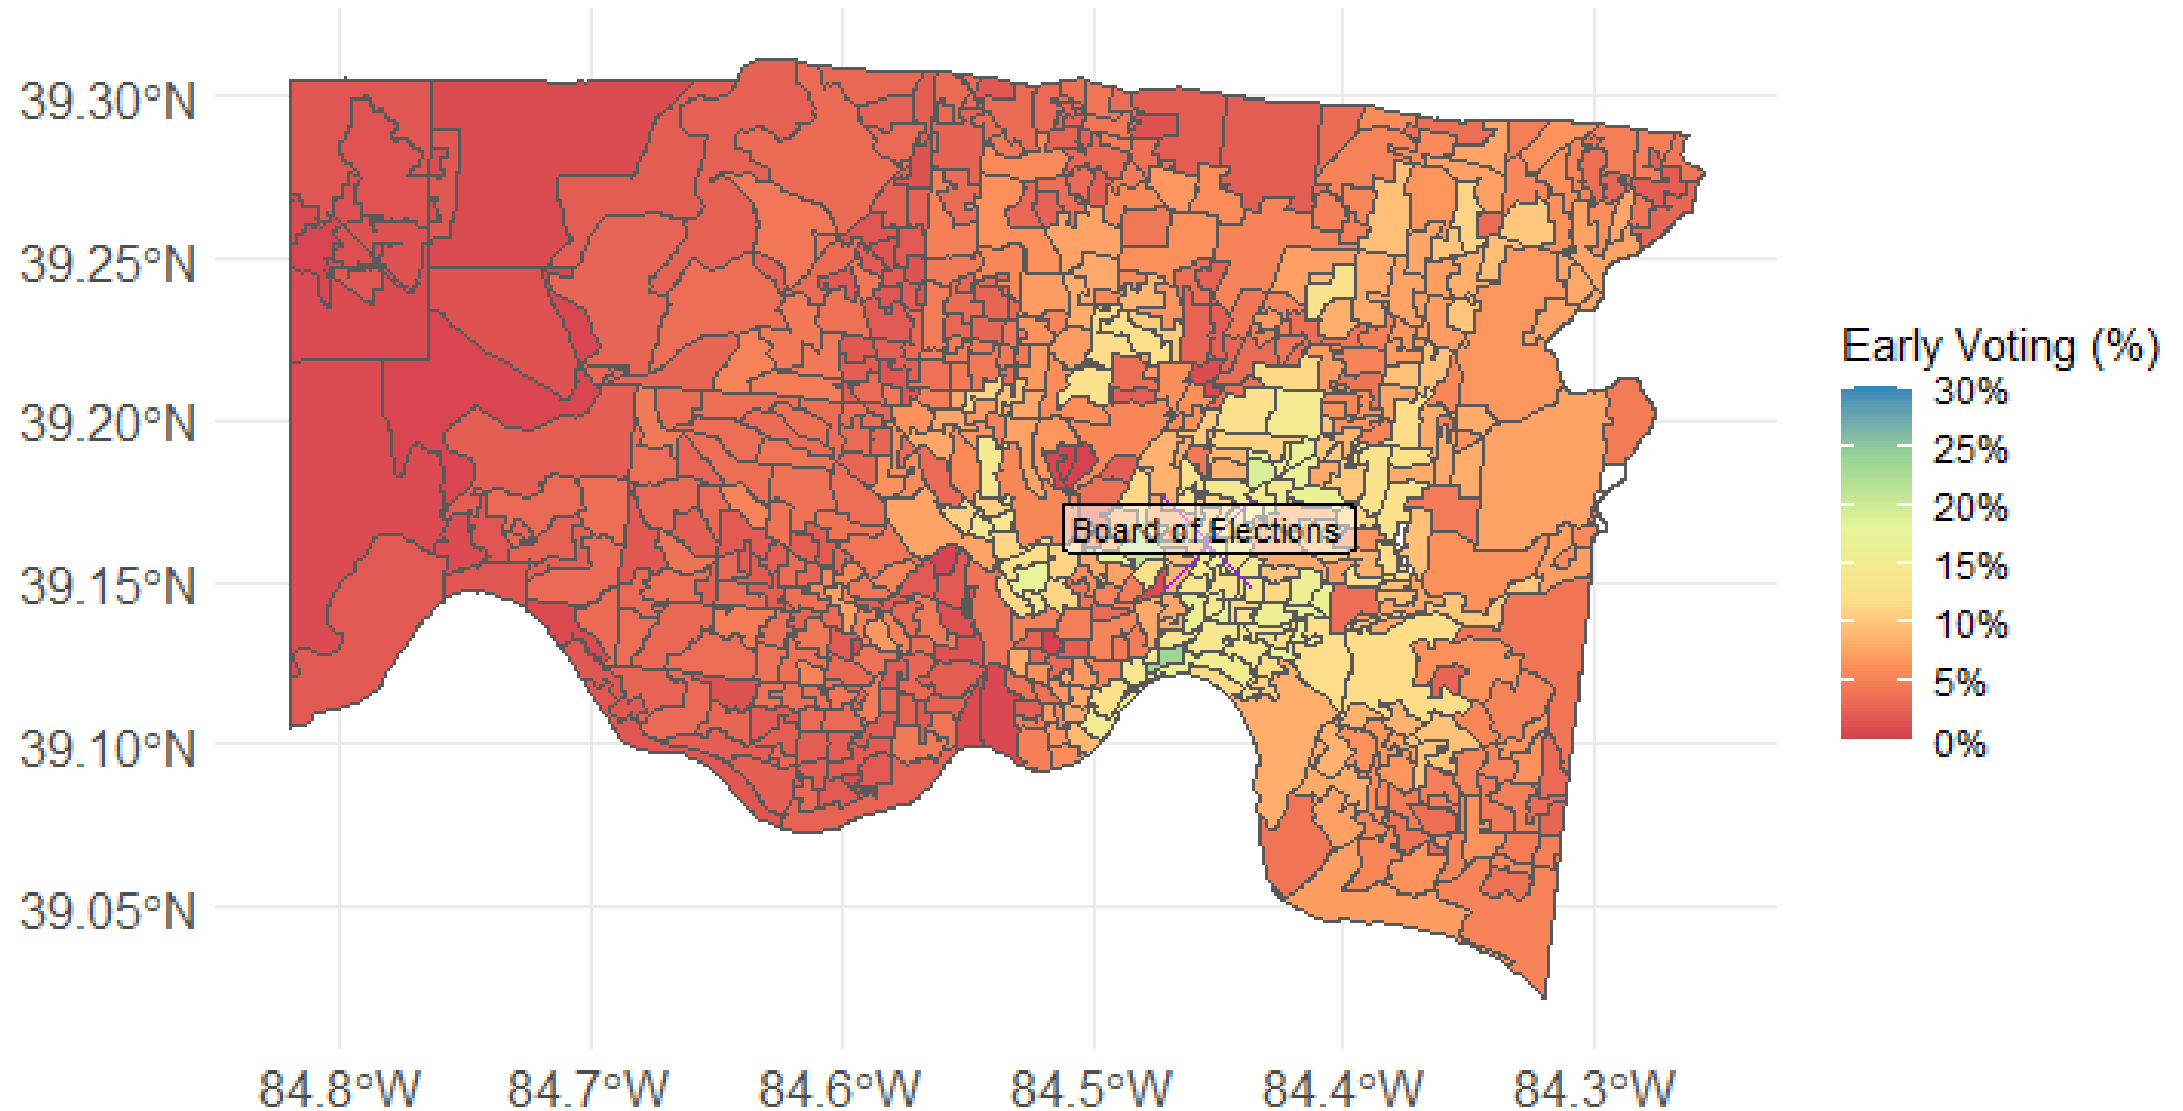 39.30°N
39.25°N
39.20°N
39.15°N
39.10°N
39.05°N
84.8°W 84.7°W 84.6°W 84.5°W 84.4°W 84.3°W
Board of Elections
Early Voting (%)
30%
25%
20%
15%
10%
5%
0%